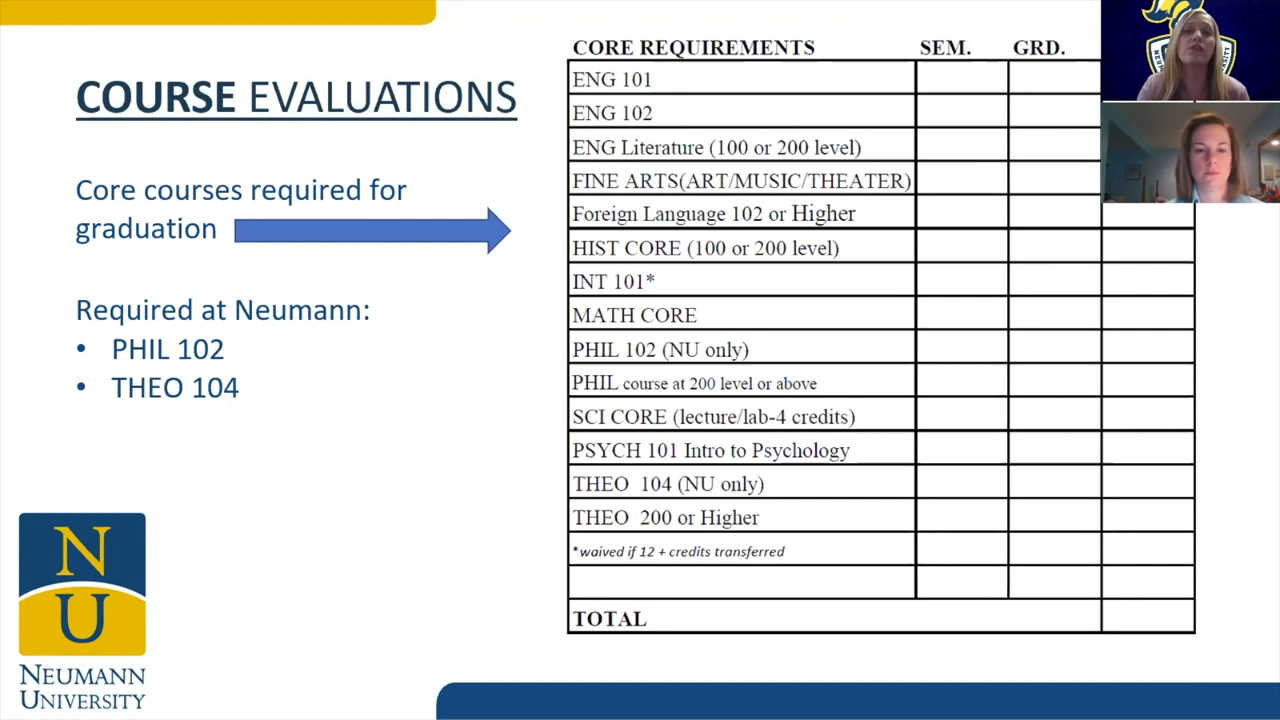 COURSE EVALUATIONS
Core courses required for
graduation
Required at Neumann:
• PHIL 102
• THEO 104
CORE REQUIREMENTS SEM. GRD.
ENG 101
ENG 102
ENG Literature (100 or 200 level)
FINE ARTS(ART/MUSIC/THEATER)
Foreign Language 102 or Higher
HIST CORE (100 or 200 level)
INT 101*
MATH CORE
PHIL 102 (NU only)
PHIL course at 200 level or above
SCI CORE (lecture/lab-4 credits)
PSYCH 101 Intro to Psychology
THEO 104 (NU only)
THEO 200 or Higher
*waived if 12 + credits transferred
TOTAL
N
U
NEUMANN
UNIVERSITY